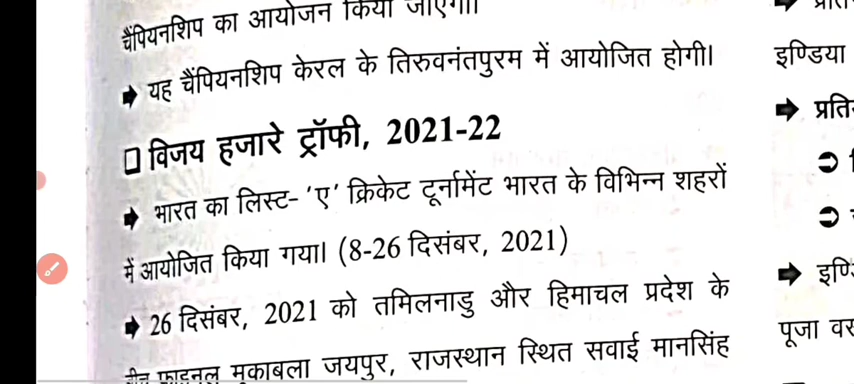 चैंपियनशिप का आयोजन किया जाएगा।
➡ यह चैंपियनशिप केरल के तिरुवनंतपुरम में आयोजित होगी।
❑ विजय हजारे ट्रॉफी, 2021-22
➡ भारत का लिस्ट- 'ए' क्रिकेट टूर्नामेंट भारत के विभिन्न शहरों
में आयोजित किया गया। (8-26 दिसंबर, 2021)
➡ 26 दिसंबर, 2021 को तमिलनाडु और हिमाचल प्रदेश के
बीच फाइनल मुकाबला जयपुर, राजस्थान स्थित सवाई मानसिंह
इण्डिया
पूजा